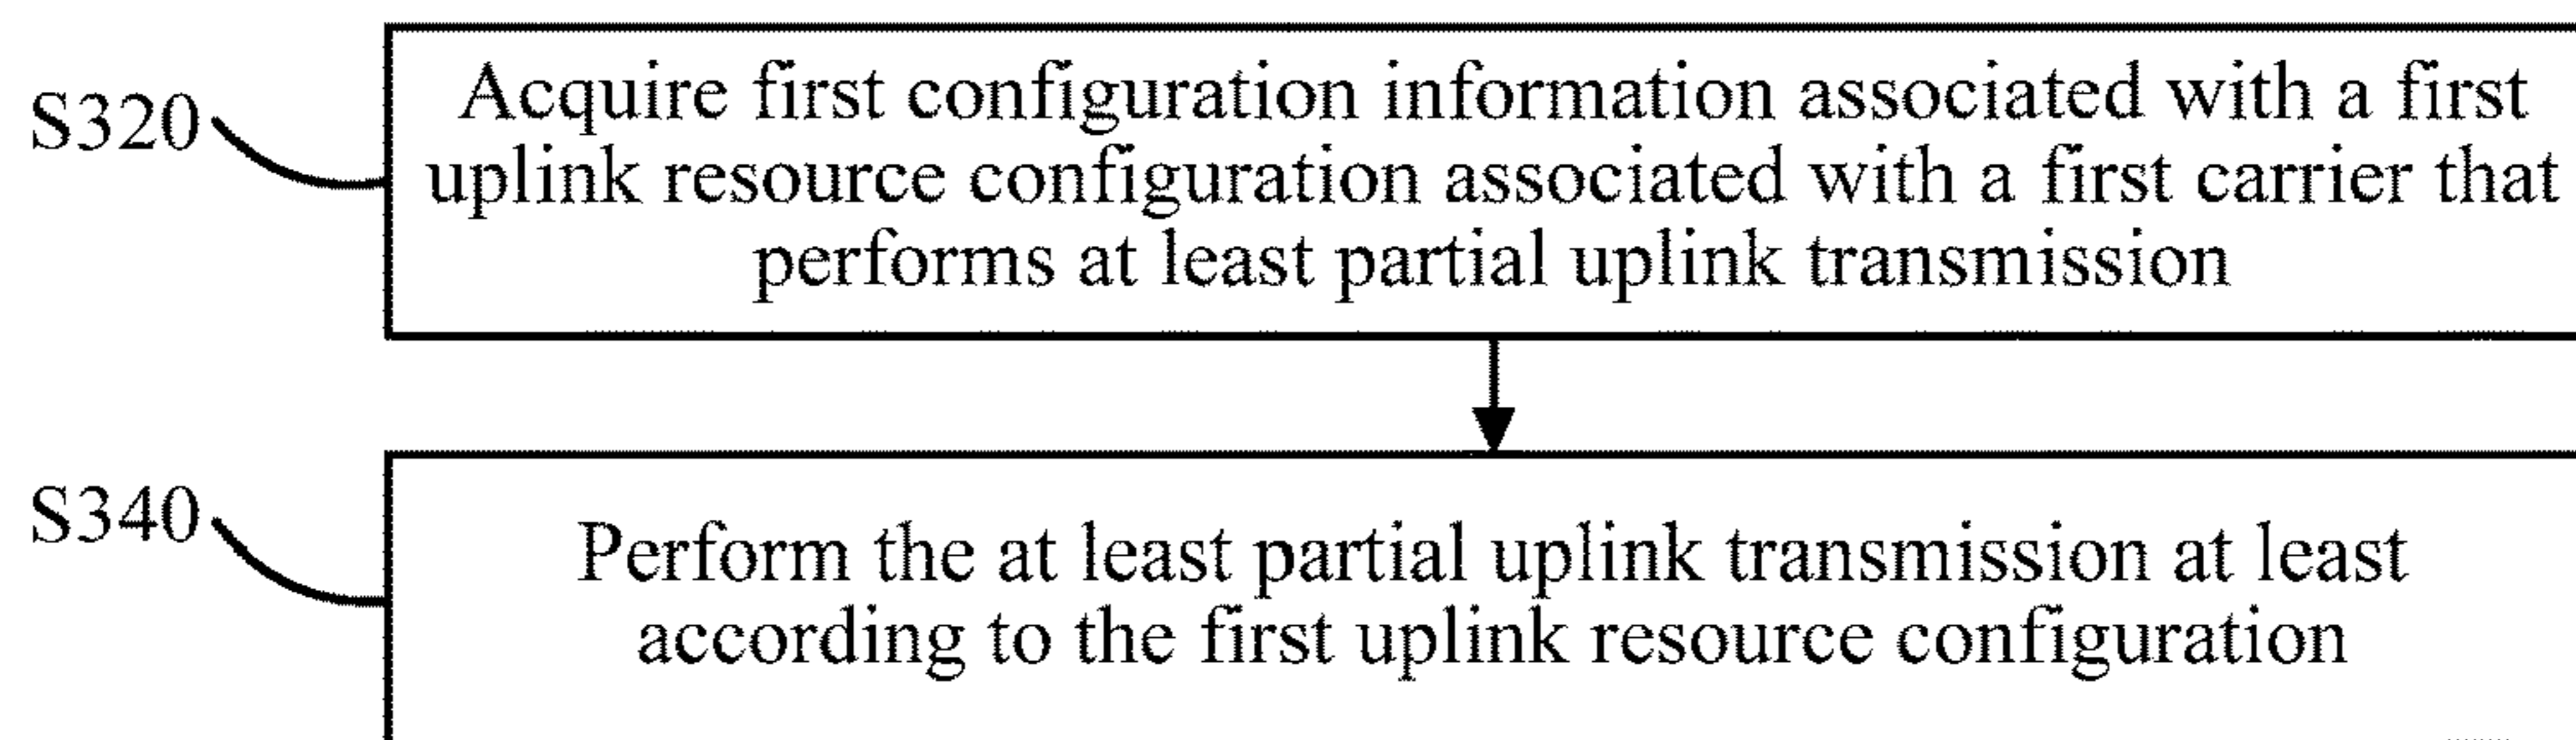 S320
Acquire first configuration information associated with a first
uplink resource configuration associated with a first carrier that
performs at least partial uplink transmission
S340
Perform the at least partial uplink transmission at least
according to the first uplink resource configuration